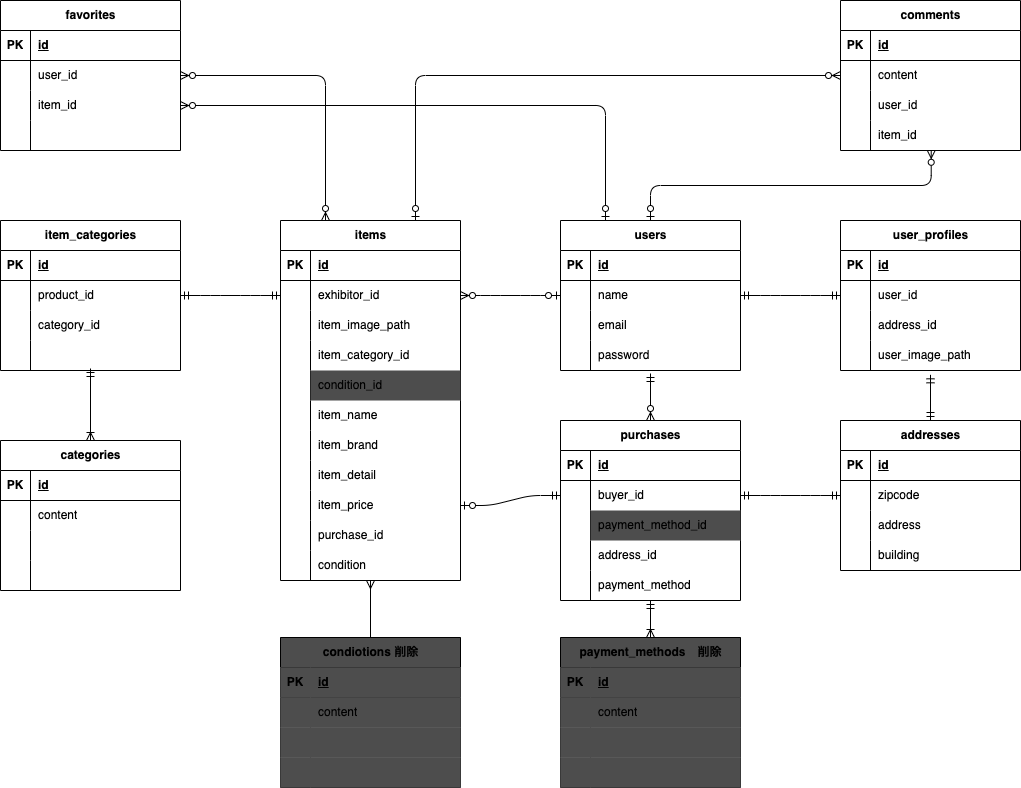 favorites
PK id
user_id
item_id
comments
PK id
content
user_id
item_id
item_categories
PK id
product_id
category_id
items
PK id
exhibitor_id
item_image_path
item_category_id
condition_id
item_name
item_brand
item_detail
item_price
purchase_id
condition
users
PK id
name
email
password
user_profiles
PK id
user_id
address_id
user_image_path
categories
PK id
content
purchases
PK id
buyer_id
payment_method_id
address_id
payment_method
addresses
PK id
zipcode
address
building
condiotions 削除
PK id
content
payment_methods 削除
PK id
content